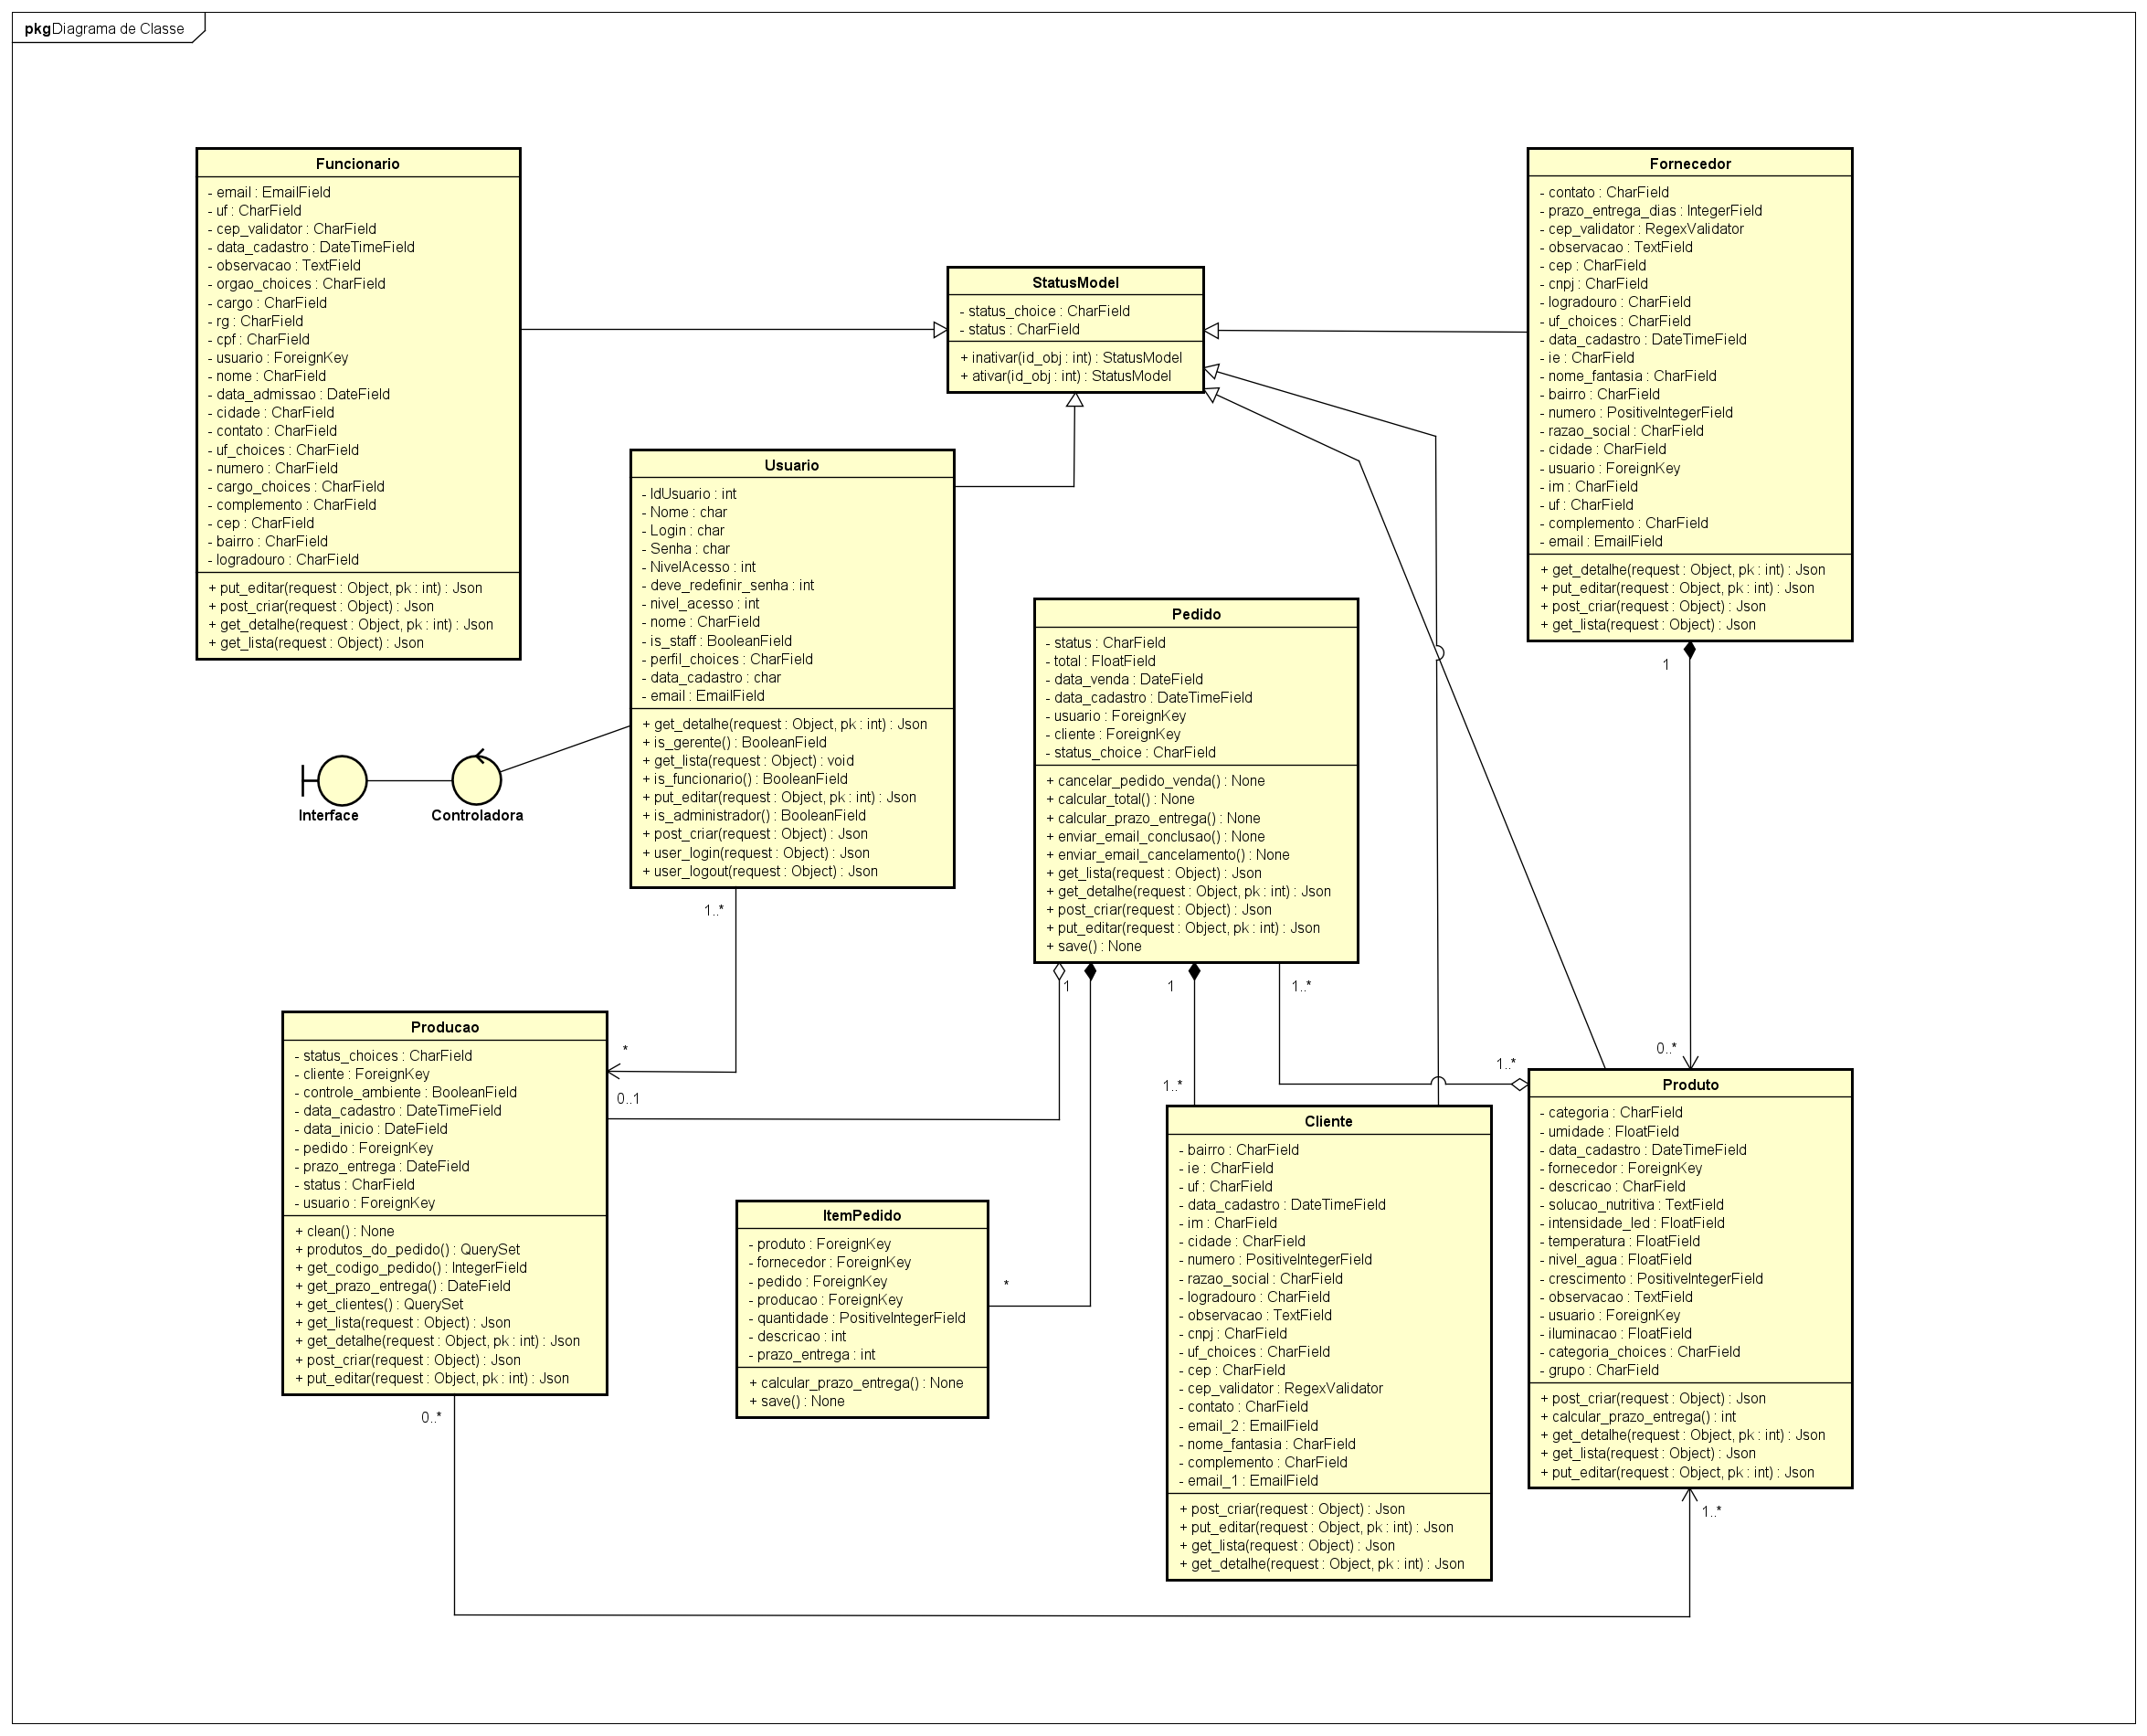 pkg Diagrama de Classe
Funcionario
- email : EmailField
- uf : CharField
- cep_validator : CharField
- data_cadastro : DateTimeField
- observacao : TextField
- orgao_choices : CharField
- cargo : CharField
- rg : CharField
- cpf : CharField
- usuario : ForeignKey
- nome : CharField
- data_admissao : DateField
- cidade : CharField
- contato : CharField
- uf_choices : CharField
- numero : CharField
- cargo_choices : CharField
- complemento : CharField
- cep : CharField
- bairro : CharField
- logradouro : CharField
+ put_editar(request : Object, pk : int) : Json
+ post_criar(request : Object) : Json
+ get_detalhe(request : Object, pk : int) : Json
+ get_lista(request : Object) : Json
StatusModel
- status_choice : CharField
- status : CharField
+ inativar(id_obj : int) : StatusModel
+ ativar(id_obj : int) : StatusModel
Fornecedor
- contato : CharField
- prazo_entrega_dias : IntegerField
- cep_validator : RegexValidator
- observacao : TextField
- cep : CharField
- cnpj : CharField
- logradouro : CharField
- uf_choices : CharField
- data_cadastro : DateTimeField
- ie : CharField
- nome_fantasia : CharField
- bairro : CharField
- numero : PositiveIntegerField
- razao_social : CharField
- cidade : CharField
- usuario : ForeignKey
- im : CharField
- uf : CharField
- complemento : CharField
- email : EmailField
+ get_detalhe(request : Object, pk : int) : Json
+ put_editar(request : Object, pk : int) : Json
+ post_criar(request : Object) : Json
+ get_lista(request : Object) : Json
1
0..*
Usuario
- IdUsuario : int
- Nome : char
- Login : char
- Senha : char
- NivelAcesso : int
- deve_redefinir_senha : int
- nivel_acesso : int
- nome : CharField
- is_staff : BooleanField
- perfil_choices : CharField
- data_cadastro : char
- email : EmailField
+ get_detalhe(request : Object, pk : int) : Json
+ is_gerente() : BooleanField
+ get_lista(request : Object) : void
+ is_funcionario() : BooleanField
+ put_editar(request : Object, pk : int) : Json
+ is_administrador() : BooleanField
+ post_criar(request : Object) : Json
+ user_login(request : Object) : Json
+ user_logout(request : Object) : Json
1..*
*
Interface
Controladora
Pedido
- status : CharField
- total : FloatField
- data_venda : DateField
- data_cadastro : DateTimeField
- usuario : ForeignKey
- cliente : ForeignKey
- status_choice : CharField
+ cancelar_pedido_venda() : None
+ calcular_total() : None
+ calcular_prazo_entrega() : None
+ enviar_email_conclusao() : None
+ enviar_email_cancelamento() : None
+ get_lista(request : Object) : Json
+ get_detalhe(request : Object, pk : int) : Json
+ post_criar(request : Object) : Json
+ put_editar(request : Object, pk : int) : Json
+ save() : None
1
1
1..*
1..*
1..*
0..1
Producao
- status_choices : CharField
- cliente : ForeignKey
- controle_ambiente : BooleanField
- data_cadastro : DateTimeField
- data_inicio : DateField
- pedido : ForeignKey
- prazo_entrega : DateField
- status : CharField
- usuario : ForeignKey
+ clean() : None
+ produtos_do_pedido() : QuerySet
+ get_codigo_pedido() : IntegerField
+ get_prazo_entrega() : DateField
+ get_clientes() : QuerySet
+ get_lista(request : Object) : Json
+ get_detalhe(request : Object, pk : int) : Json
+ post_criar(request : Object) : Json
+ put_editar(request : Object, pk : int) : Json
0..*
ItemPedido
- produto : ForeignKey
- fornecedor : ForeignKey
- pedido : ForeignKey
- producao : ForeignKey
- quantidade : PositiveIntegerField
- descricao : int
- prazo_entrega : int
+ calcular_prazo_entrega() : None
+ save() : None
*
Cliente
- bairro : CharField
- ie : CharField
- uf : CharField
- data_cadastro : DateTimeField
- im : CharField
- cidade : CharField
- numero : PositiveIntegerField
- razao_social : CharField
- logradouro : CharField
- observacao : TextField
- cnpj : CharField
- uf_choices : CharField
- cep : CharField
- cep_validator : RegexValidator
- contato : CharField
- email_2 : EmailField
- nome_fantasia : CharField
- complemento : CharField
- email_1 : EmailField
+ post_criar(request : Object) : Json
+ put_editar(request : Object, pk : int) : Json
+ get_lista(request : Object) : Json
+ get_detalhe(request : Object, pk : int) : Json
Produto
- categoria : CharField
- umidade : FloatField
- data_cadastro : DateTimeField
- fornecedor : ForeignKey
- descricao : CharField
- solucao_nutritiva : TextField
- intensidade_led : FloatField
- temperatura : FloatField
- nivel_agua : FloatField
- crescimento : PositiveIntegerField
- observacao : TextField
- usuario : ForeignKey
- iluminacao : FloatField
- categoria_choices : CharField
- grupo : CharField
+ post_criar(request : Object) : Json
+ calcular_prazo_entrega() : int
+ get_detalhe(request : Object, pk : int) : Json
+ get_lista(request : Object) : Json
+ put_editar(request : Object, pk : int) : Json
1..*